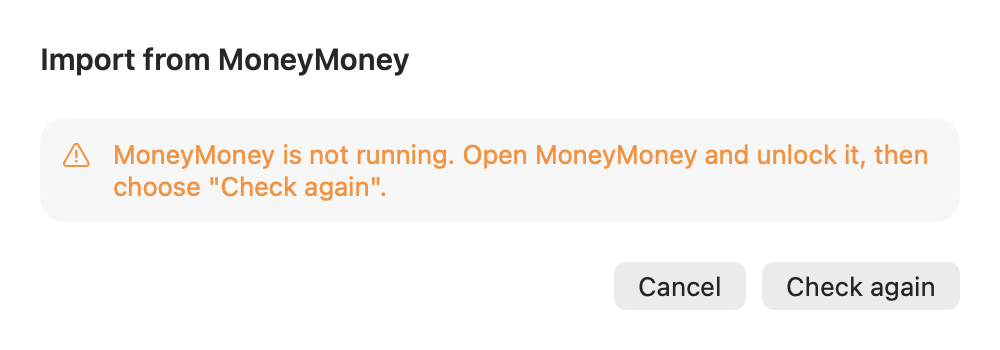 Import from MoneyMoney
MoneyMoney is not running. Open MoneyMoney and unlock it, then
choose "Check again".
Cancel
Check again